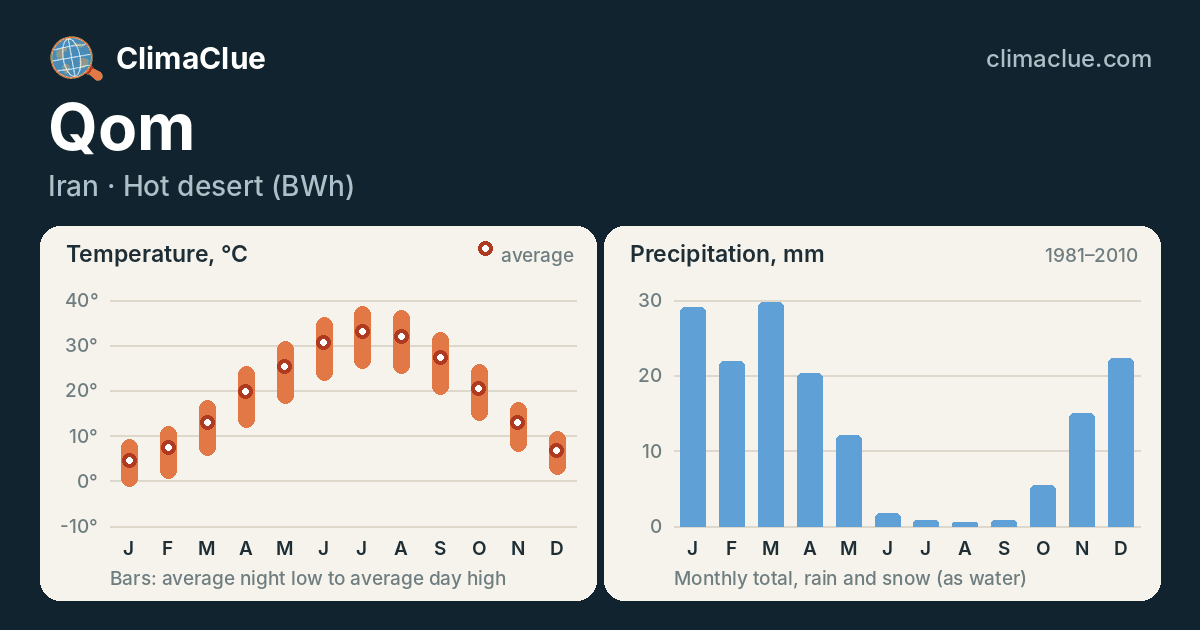 ClimaClue
climaclue.com
Qom
Iran · Hot desert (BWh)
Temperature, °C
average
40°
30°
20°
10°
0°
-10°
J F M A M J J A S O N D
Bars: average night low to average day high
Precipitation, mm
1981–2010
30
20
10
0
J F M A M J J A S O N D
Monthly total, rain and snow (as water)